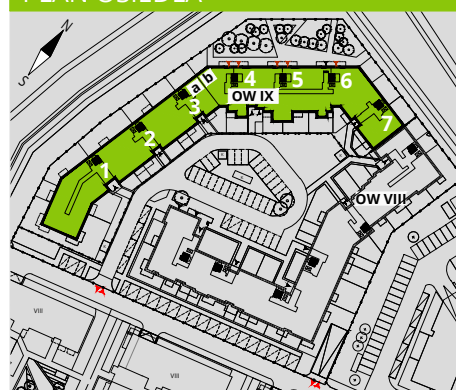 PLAN OSIEDLA
N
S
a b
4 5 6
OW IX
3
2
7
1
OW VIII
VIII
VIII